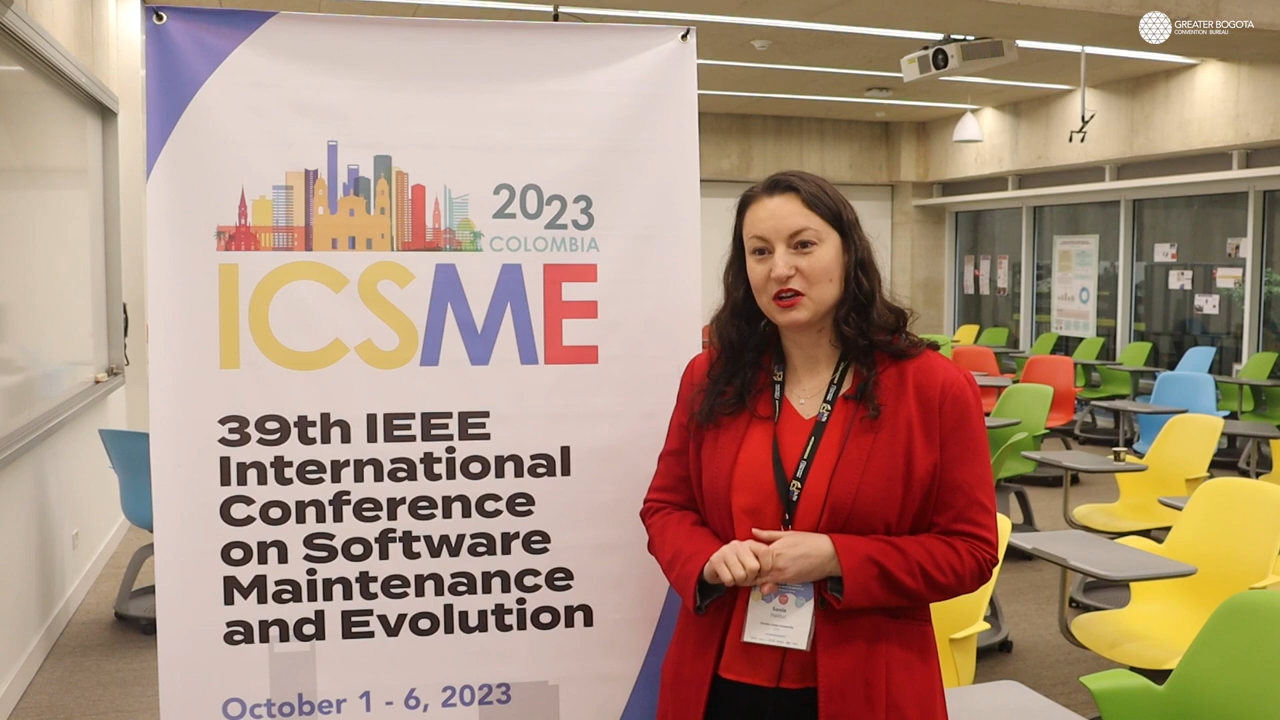 GREATER BOGOTA
CONVENTION BUREAU
2023
COLOMBIA
ICSME
39th IEEE
International
Conference
on Software
Maintenance
and Evolution
October 1 - 6, 2023